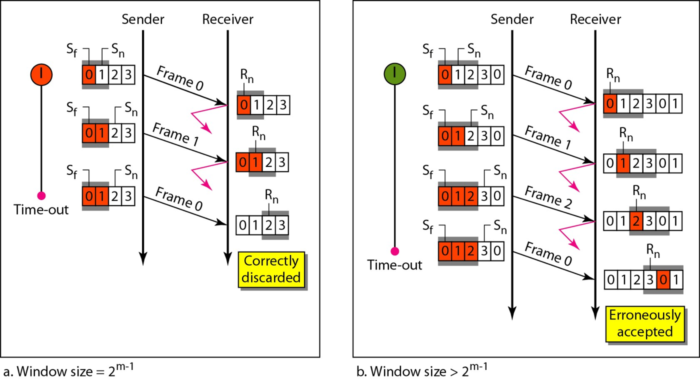 Sender Receiver
Sf Sn
0 1 2 3
Frame 0
Rn
0 1 2 3
Sf Sn
0 1 2 3
Frame 1
Rn
0 1 2 3
Sf Sn
0 1 2 3
Frame 0
Rn
0 1 2 3
Time-out
Correctly
discarded
a. Window size = 2^m-1
Sender Receiver
Sf Sn
0 1 2 3 0
Frame 0
Rn
0 1 2 3 0 1
Sf Sn
0 1 2 3 0
Frame 1
Rn
0 1 2 3 0 1
Sf Sn
0 1 2 3 0
Frame 2
Rn
0 1 2 3 0 1
Sf Sn
0 1 2 3 0
Frame 0
Rn
0 1 2 3 0 1
Time-out
Erroneously
accepted
b. Window size > 2^m-1